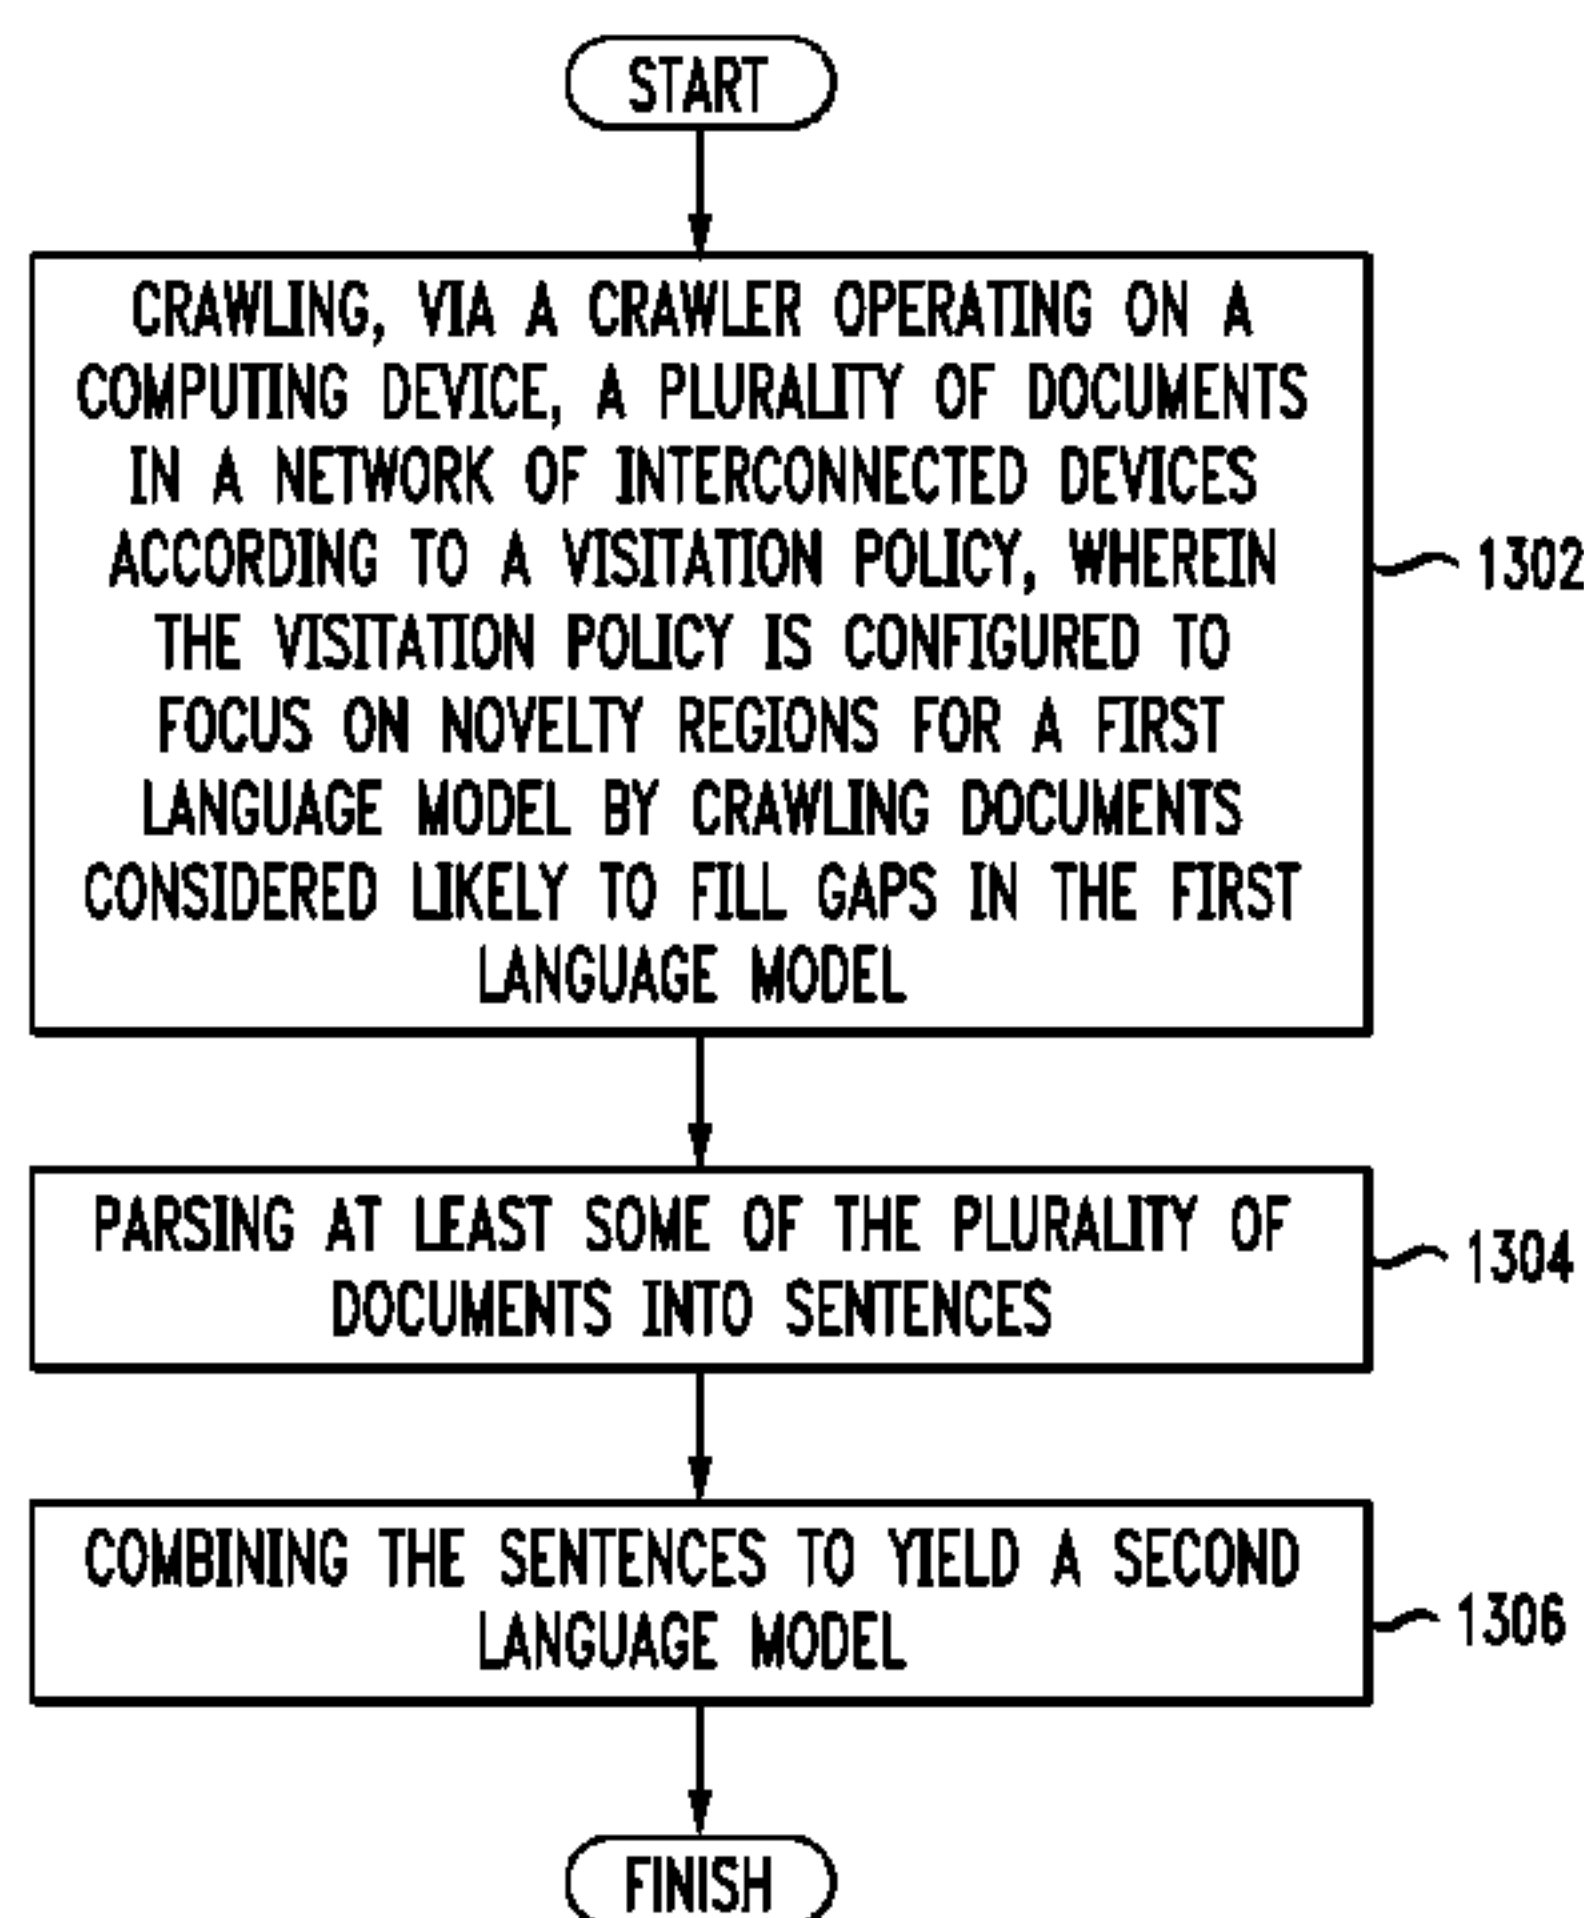 START
CRAWLING, VIA A CRAWLER OPERATING ON A
COMPUTING DEVICE, A PLURALITY OF DOCUMENTS
IN A NETWORK OF INTERCONNECTED DEVICES
ACCORDING TO A VISITATION POLICY, WHEREIN
THE VISITATION POLICY IS CONFIGURED TO
FOCUS ON NOVELTY REGIONS FOR A FIRST
LANGUAGE MODEL BY CRAWLING DOCUMENTS
CONSIDERED LIKELY TO FILL GAPS IN THE FIRST
LANGUAGE MODEL
1302
PARSING AT LEAST SOME OF THE PLURALITY OF
DOCUMENTS INTO SENTENCES
1304
COMBINING THE SENTENCES TO YIELD A SECOND
LANGUAGE MODEL
1306
FINISH